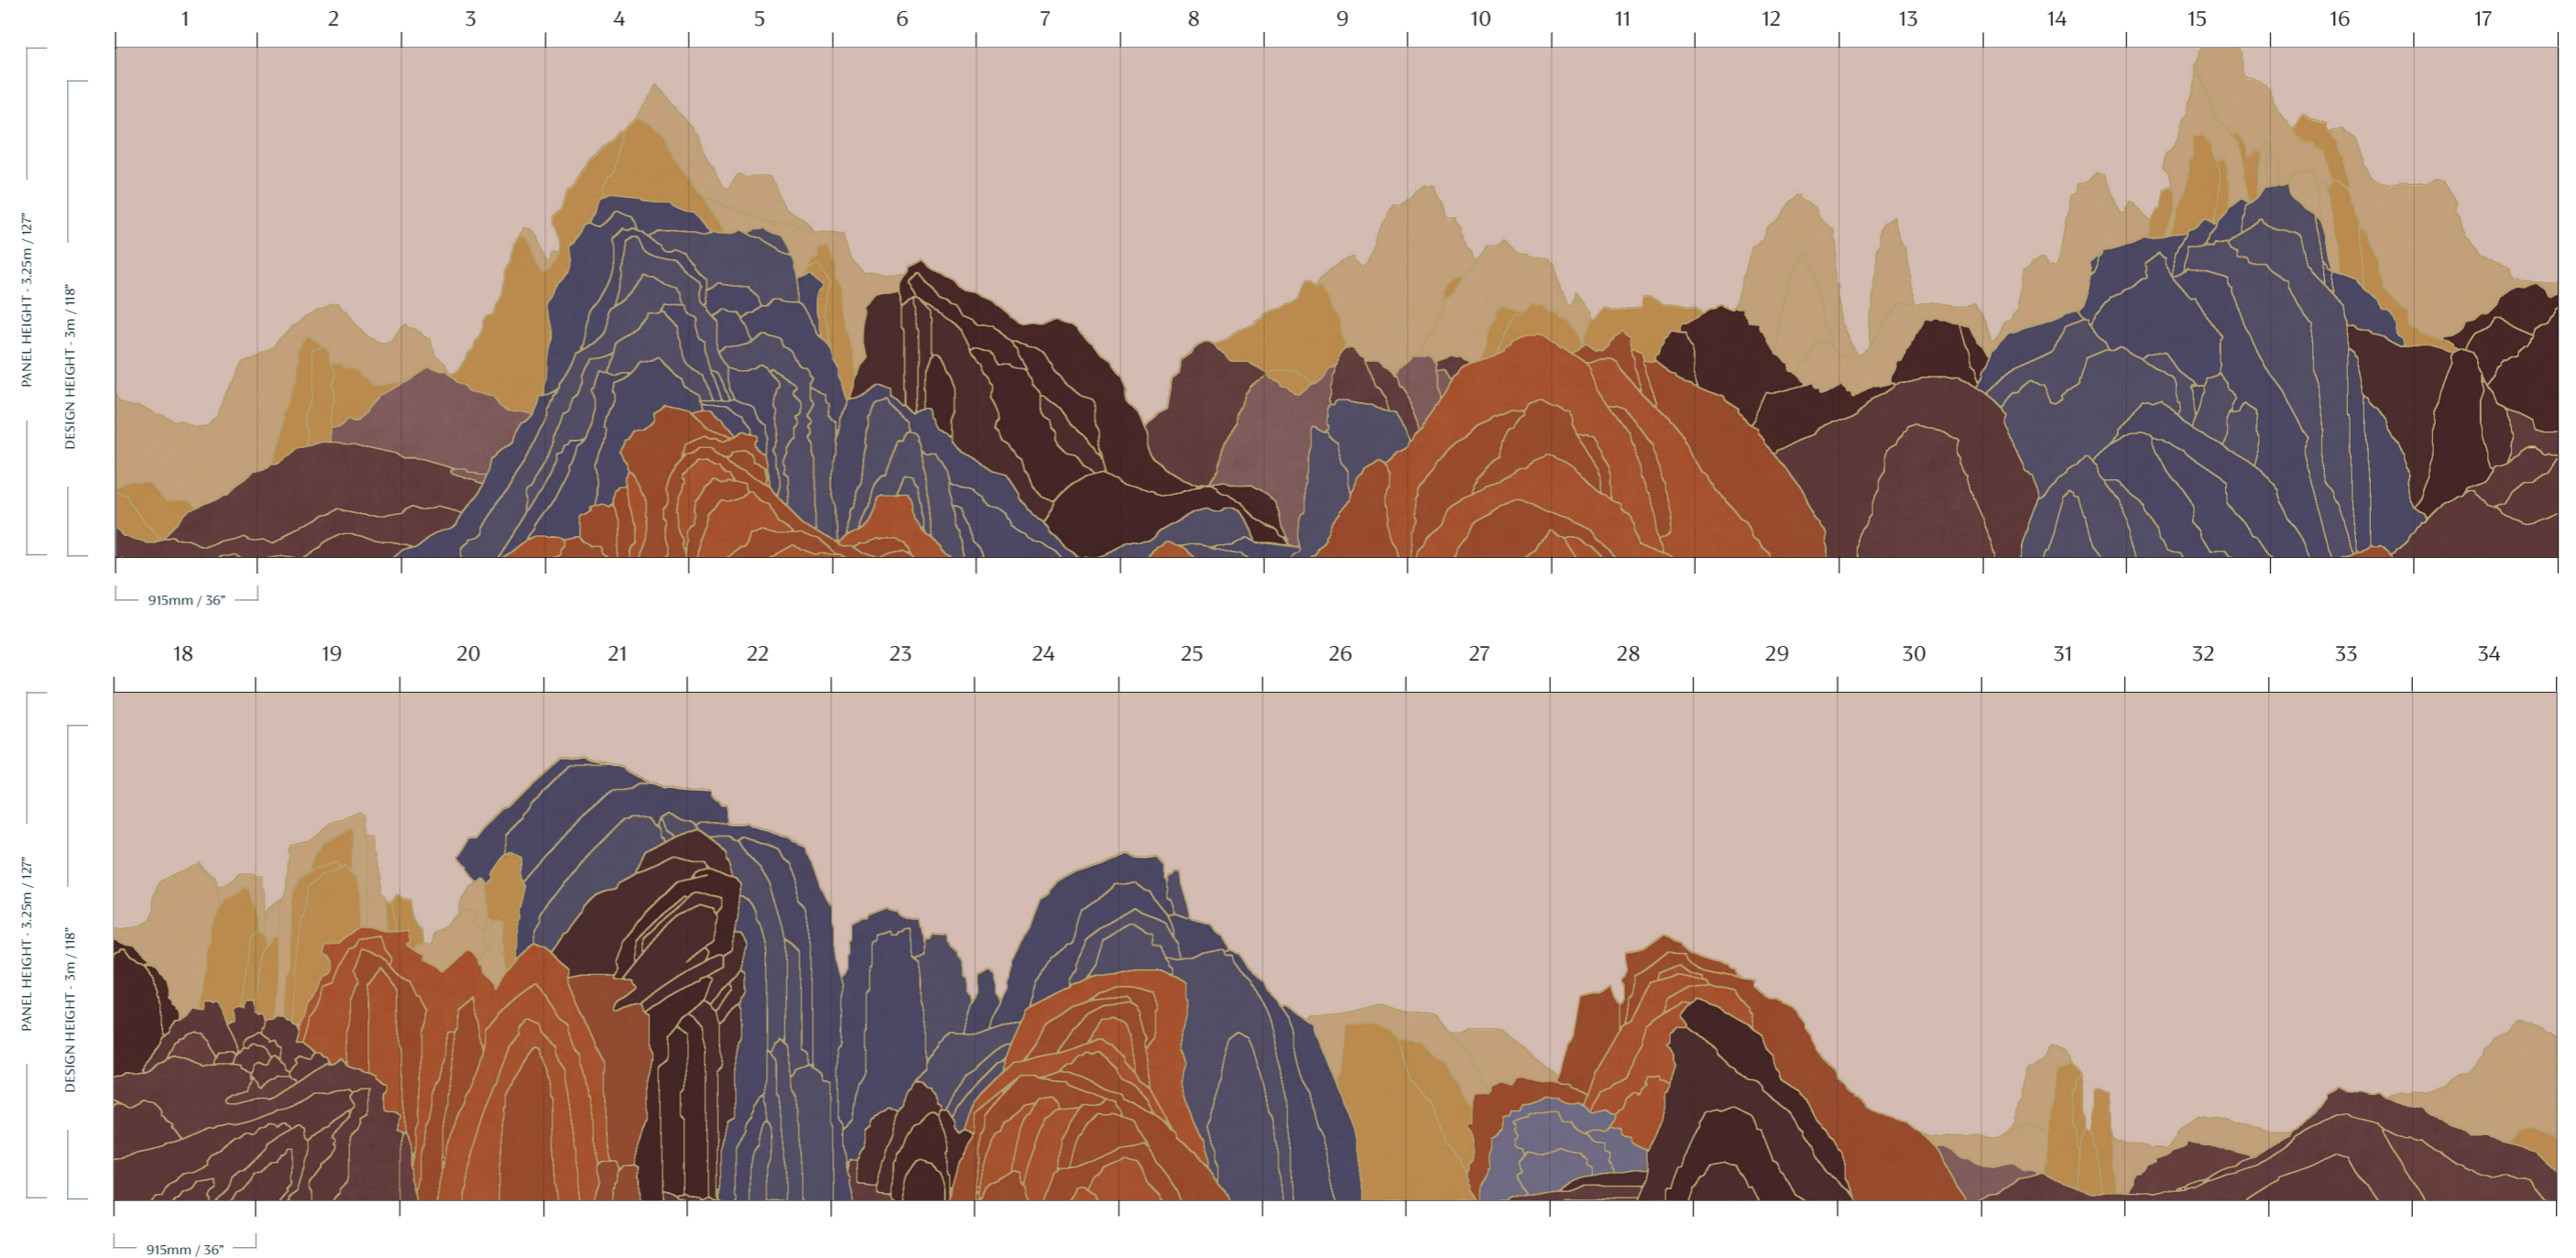 1 2 3 4 5 6 7 8 9 10 11 12 13 14 15 16 17
PANEL HEIGHT - 3.25m / 127"
DESIGN HEIGHT - 3m / 118"
915mm / 36"
18 19 20 21 22 23 24 25 26 27 28 29 30 31 32 33 34
PANEL HEIGHT - 3.25m / 127"
DESIGN HEIGHT - 3m / 118"
915mm / 36"